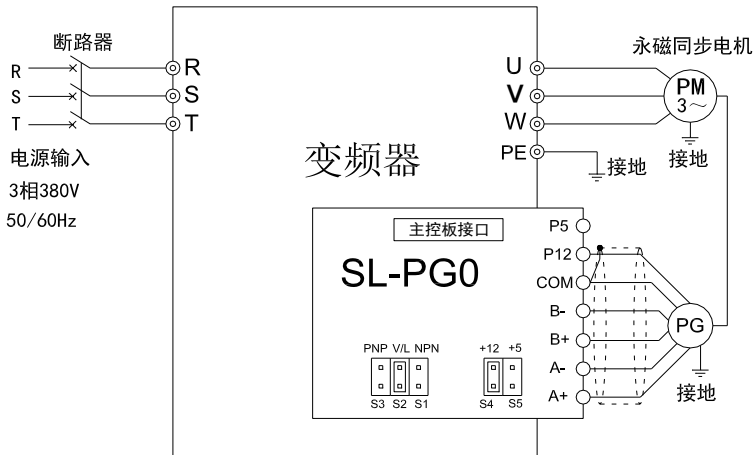 断路器
R
S
T
电源输入
3相380V
50/60Hz
R
S
T
变频器
U
V
W
PE
接地
永磁同步电机
PM
3~
接地
主控板接口
SL-PG0
P5
P12
COM
B-
B+
A-
A+
PNP V/L NPN
S3 S2 S1
+12 +5
S4 S5
PG
接地